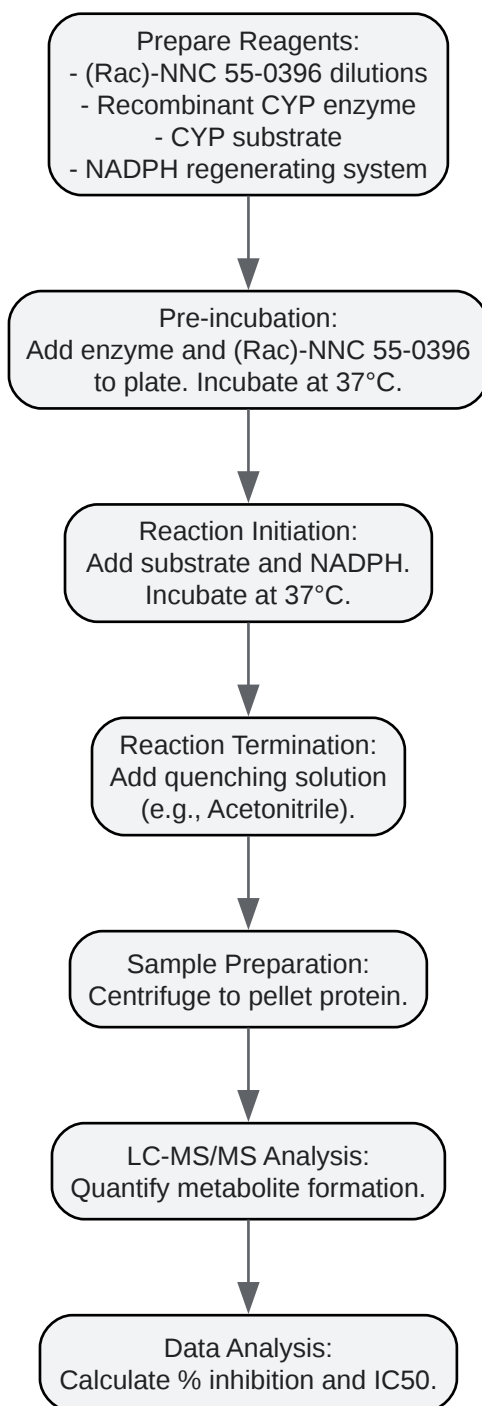 Prepare Reagents:
- (Rac)-NNC 55-0396 dilutions
- Recombinant CYP enzyme
- CYP substrate
- NADPH regenerating system
Pre-incubation:
Add enzyme and (Rac)-NNC 55-0396
to plate. Incubate at 37°C.
Reaction Initiation:
Add substrate and NADPH.
Incubate at 37°C.
Reaction Termination:
Add quenching solution
(e.g., Acetonitrile).
Sample Preparation:
Centrifuge to pellet protein.
LC-MS/MS Analysis:
Quantify metabolite formation.
Data Analysis:
Calculate % inhibition and IC50.